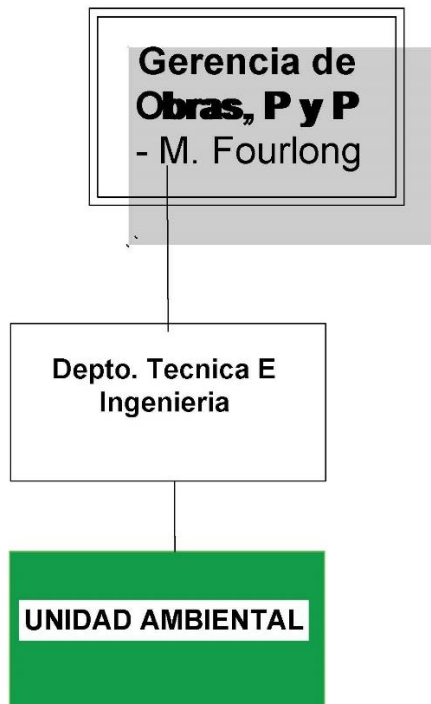 Gerencia de
Obras,, P y P
- M. Fourlong
Depto. Tecnica E
Ingenieria
UNIDAD AMBIENTAL